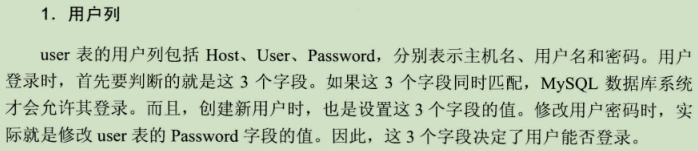 1．用户列
user 表的用户列包括 Host、User、Password，分别表示主机名、用户名和密码。用户
登录时，首先要判断的就是这 3 个字段。如果这 3 个字段同时匹配，MySQL 数据库系统
才会允许其登录。而且，创建新用户时，也是设置这 3 个字段的值。修改用户密码时，实
际就是修改 user 表的 Password 字段的值。因此，这 3 个字段决定了用户能否登录。